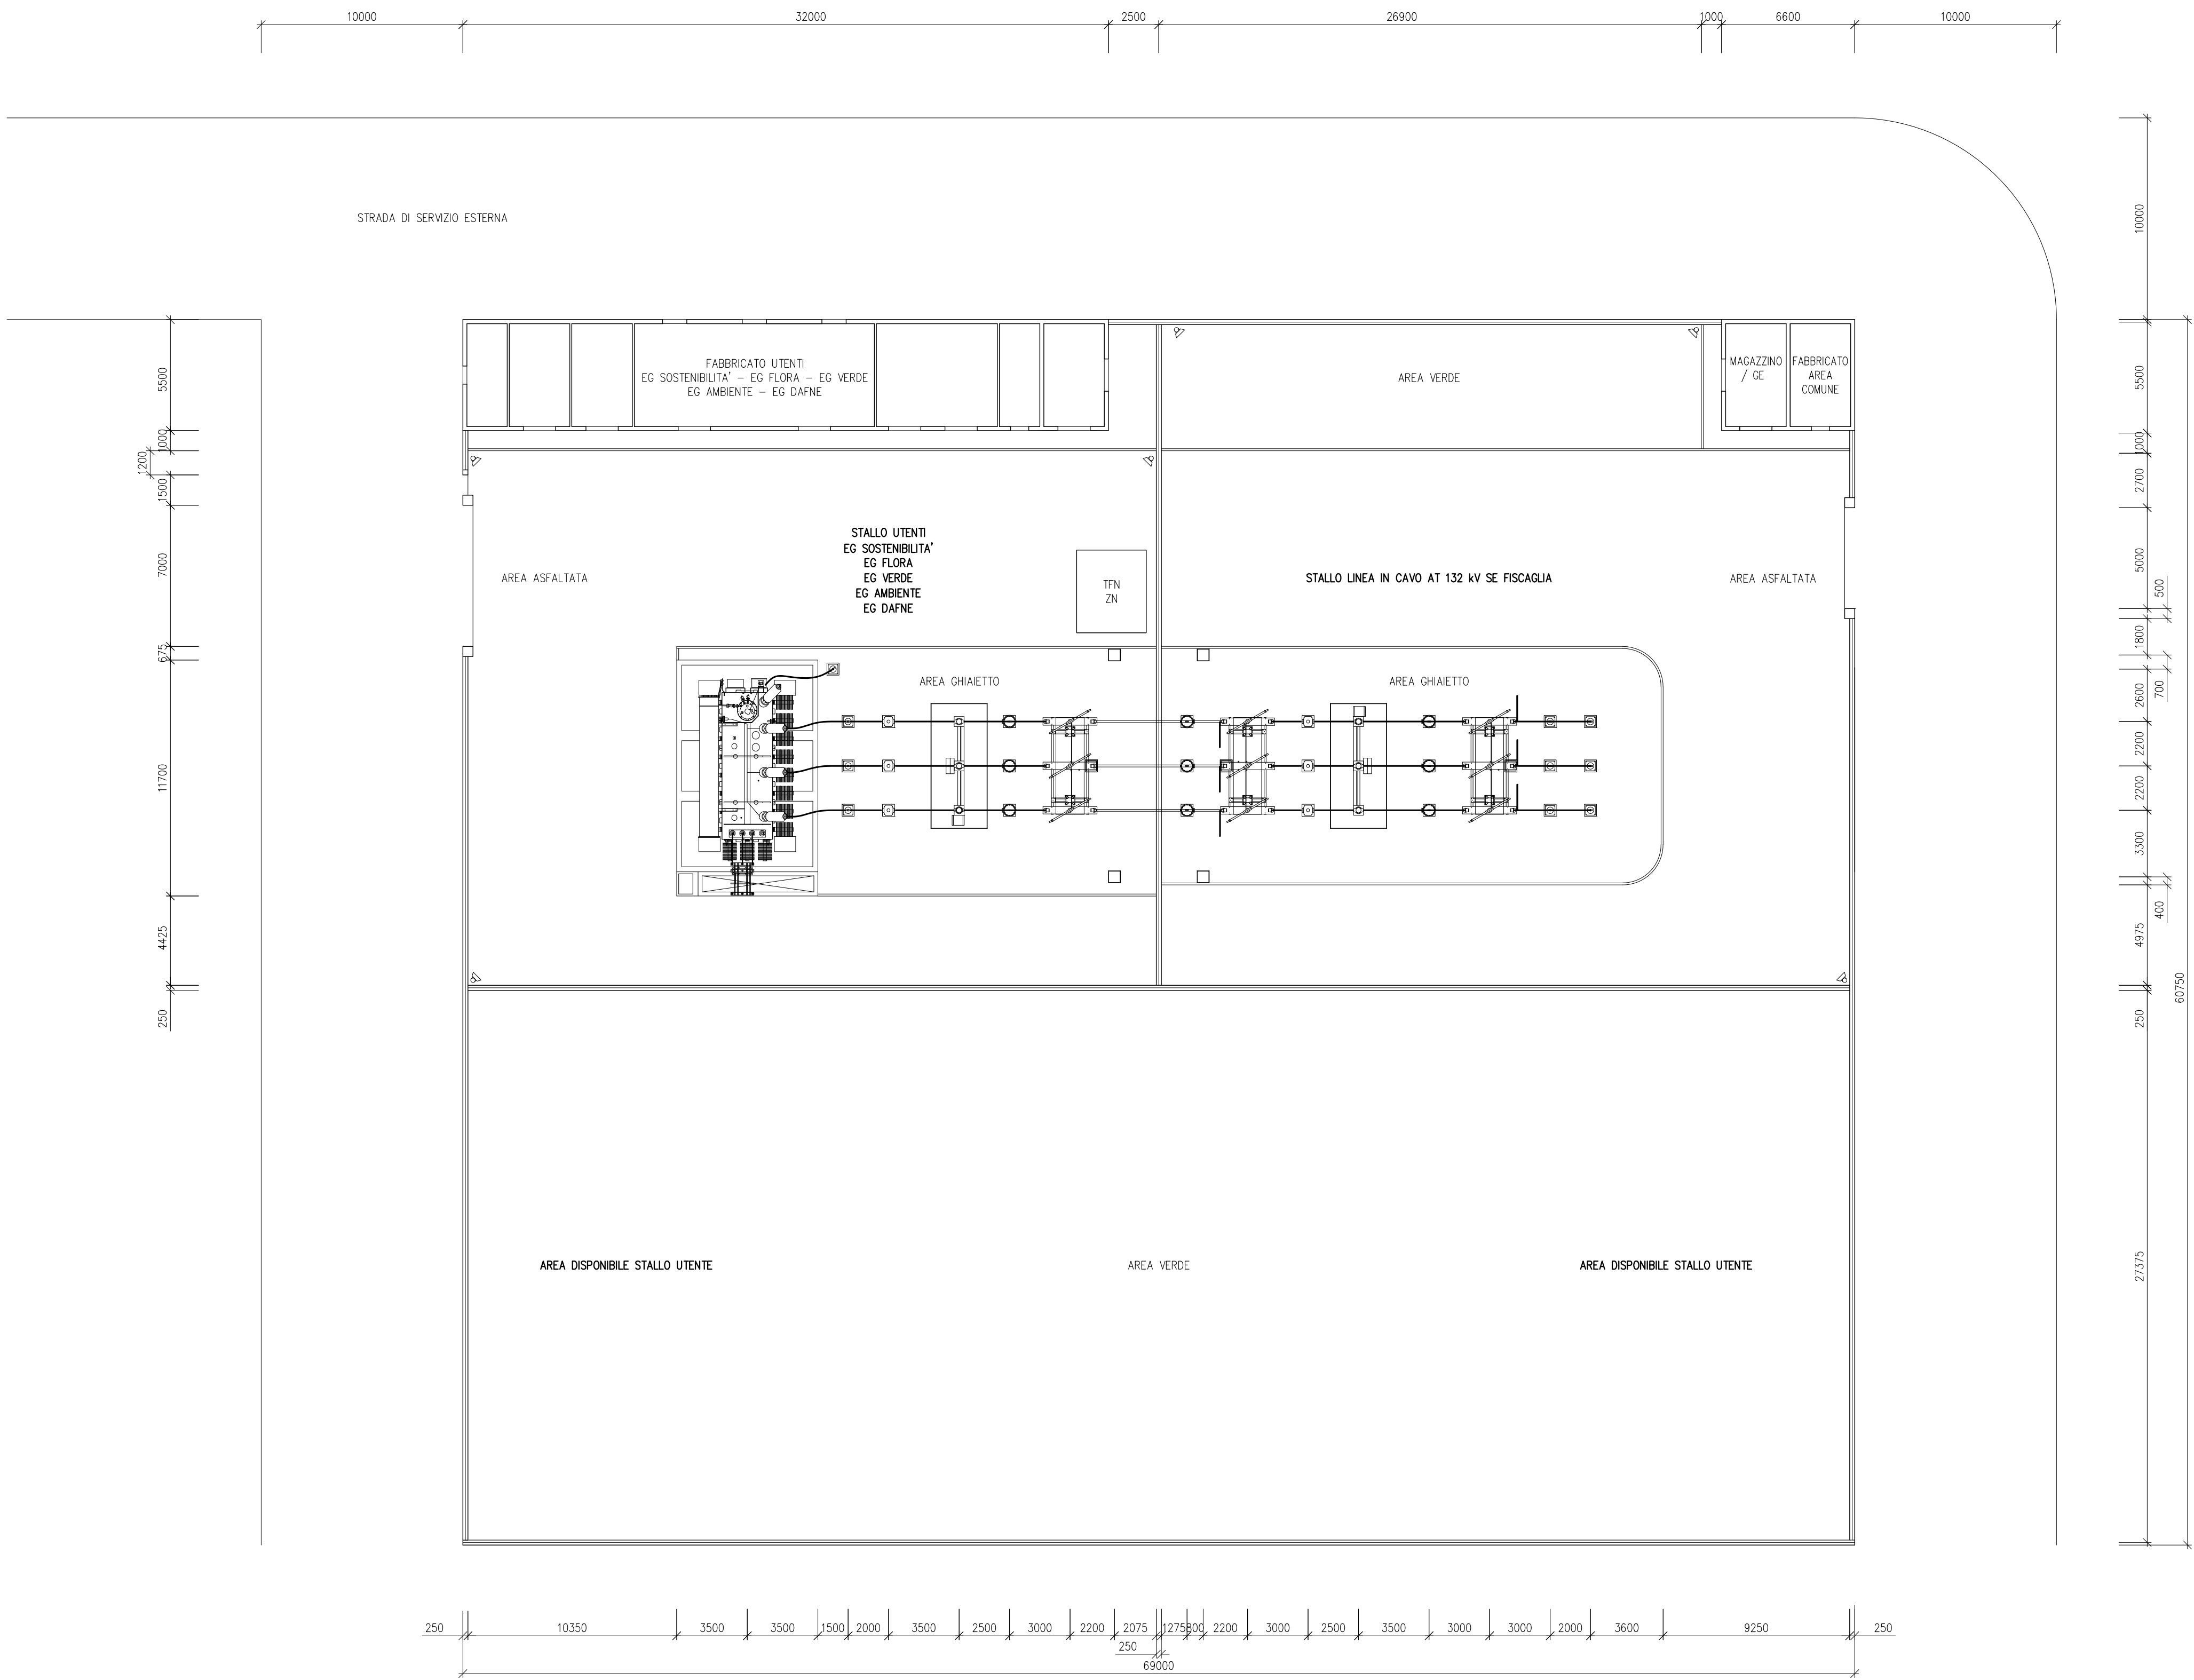 10000
32000
2500
26900
1000
6600
10000
STRADA DI SERVIZIO ESTERNA
FABBRICATO UTENTI
EG SOSTENIBILITA' – EG FLORA – EG VERDE
EG AMBIENTE – EG DAFNE
AREA VERDE
MAGAZZINO
/ GE
FABBRICATO
AREA
COMUNE
STALLO UTENTI
EG SOSTENIBILITA'
EG FLORA
EG VERDE
EG AMBIENTE
EG DAFNE
AREA ASFALTATA
TFN
ZN
STALLO LINEA IN CAVO AT 132 kV SE FISCAGLIA
AREA ASFALTATA
AREA GHIAIETTO
AREA GHIAIETTO
AREA DISPONIBILE STALLO UTENTE
AREA VERDE
AREA DISPONIBILE STALLO UTENTE
5500
1000
1200
1500
7000
675
11700
4425
250
10000
5500
1000
2700
5000
500
1800
700
2600
2200
2200
3300
400
4975
250
27375
60750
250
10350
3500
3500
1500
2000
3500
2500
3000
2200
2075
250
1275
800
2200
3000
2500
3500
3000
3000
2000
3600
9250
250
69000